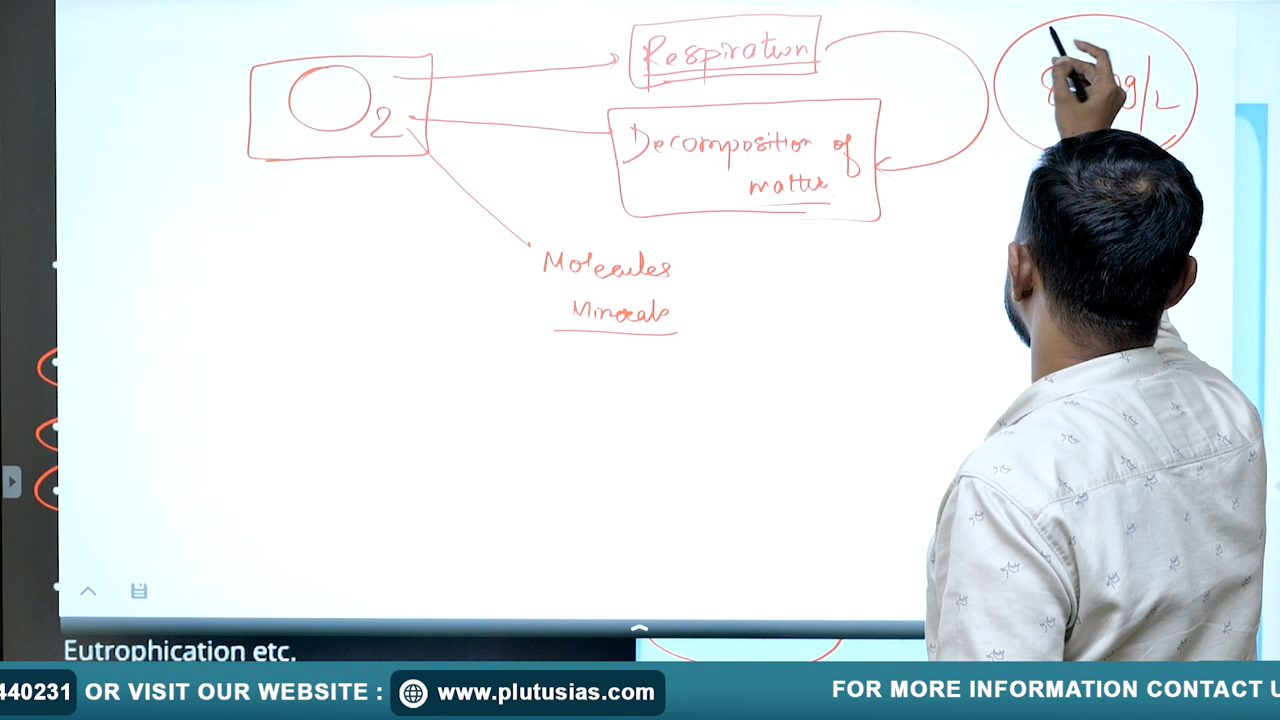 O2
Respiration
Decomposition of
matter
g/L
Molecules
Minerals
Eutrophication etc.
440231 OR VISIT OUR WEBSITE : www.plutusias.com FOR MORE INFORMATION CONTACT U